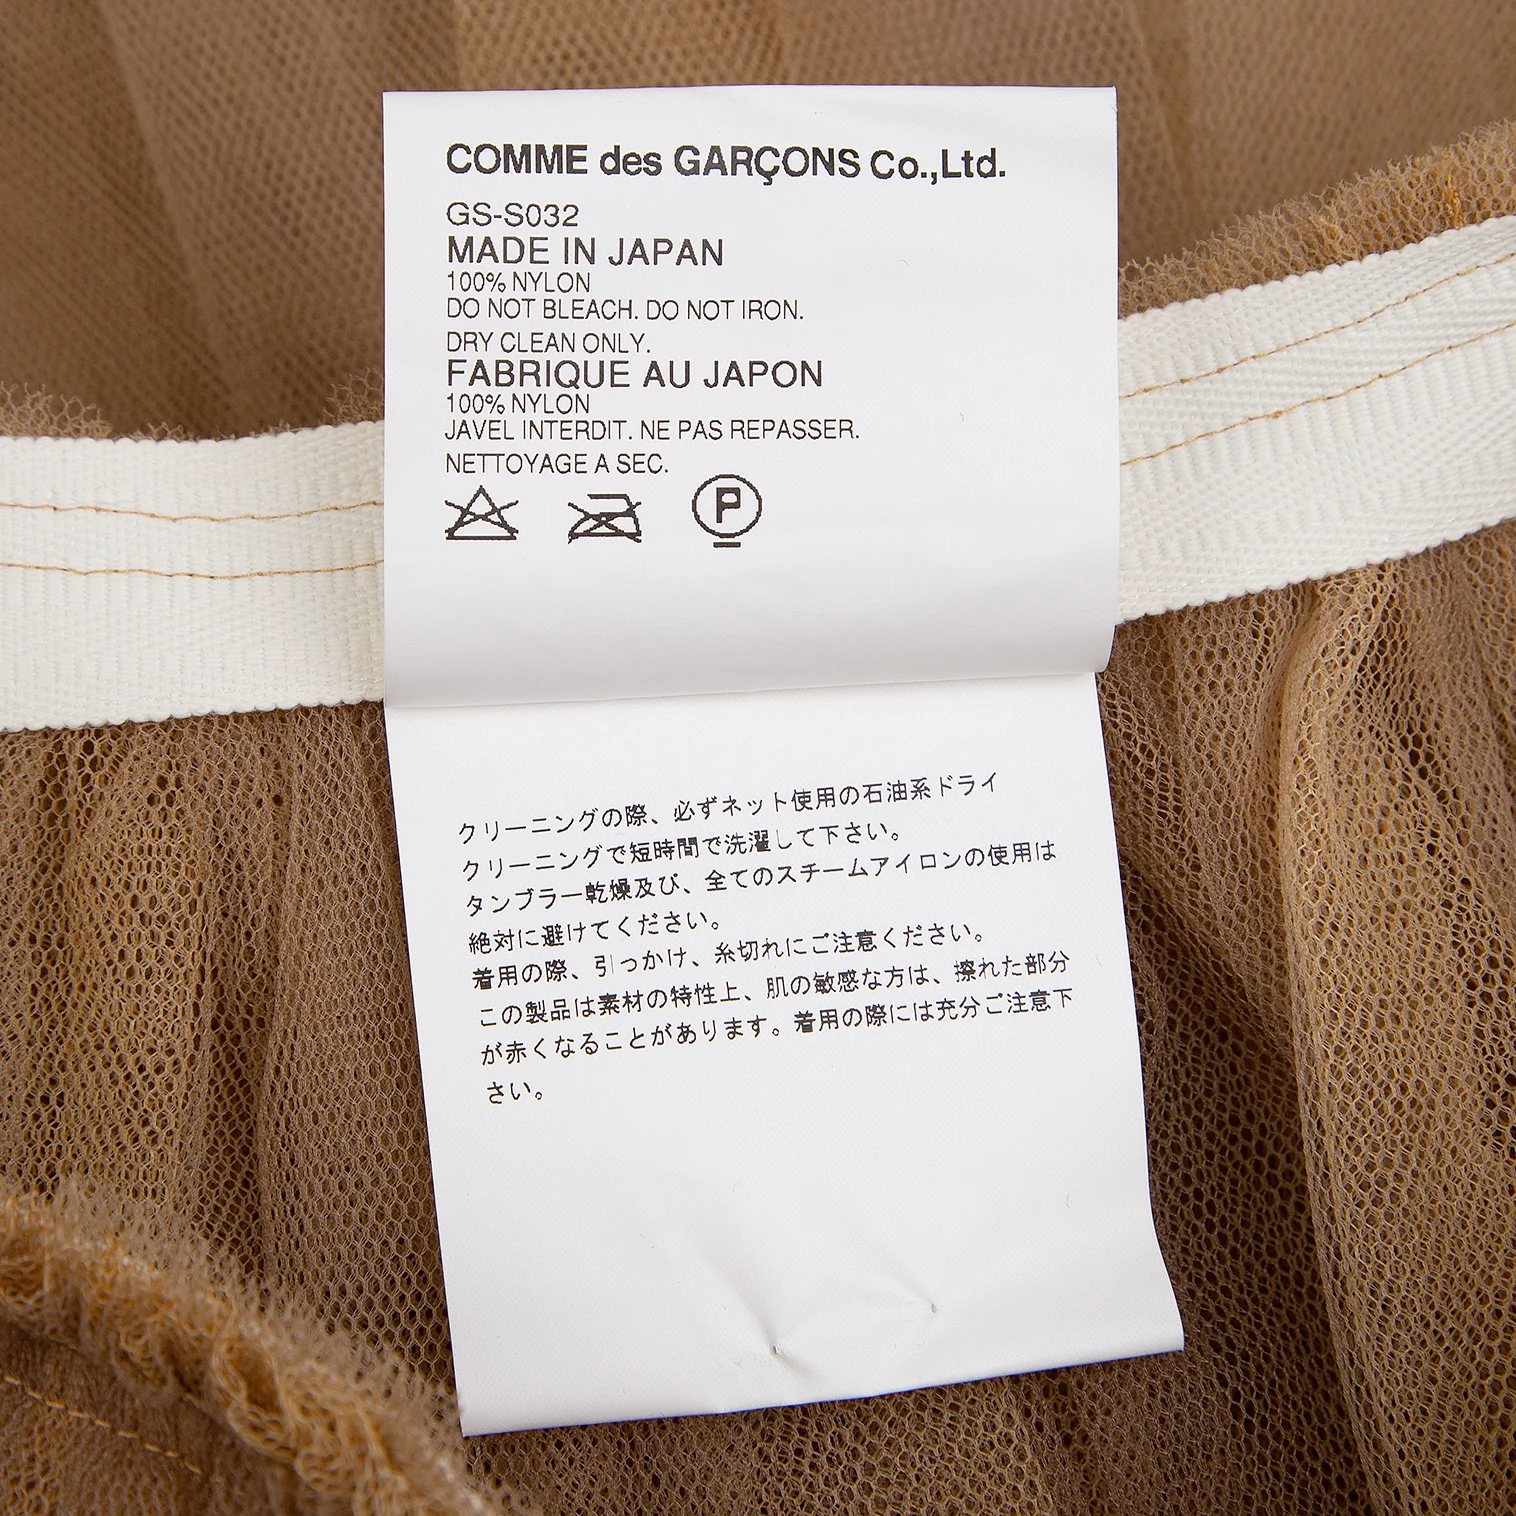 COMME des GARÇONS Co.,Ltd.
GS-S032
MADE IN JAPAN
100% NYLON
DO NOT BLEACH. DO NOT IRON.
DRY CLEAN ONLY.
FABRIQUE AU JAPON
100% NYLON
JAVEL INTERDIT. NE PAS REPASSER.
NETTOYAGE A SEC.
P
クリーニングの際、必ずネット使用の石油系ドライ
クリーニングで短時間で洗濯して下さい。
タンブラー乾燥及び、全てのスチームアイロンの使用は
絶対に避けてください。
着用の際、引っかけ、糸切れにご注意ください。
この製品は素材の特性上、肌の敏感な方は、擦れた部分
が赤くなることがあります。着用の際には充分ご注意下
さい。